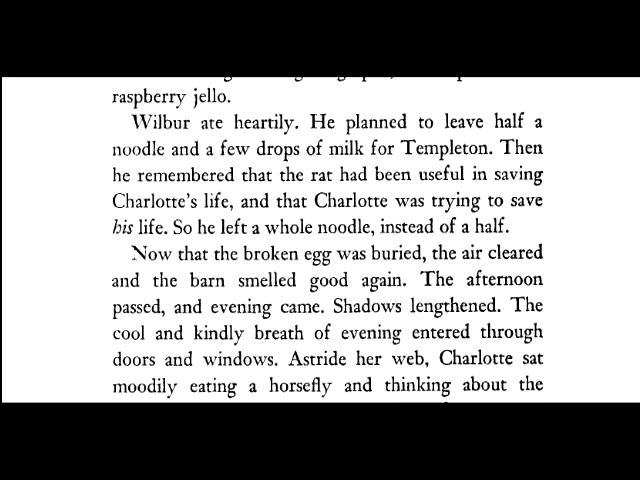 raspberry jello.
Wilbur ate heartily. He planned to leave half a
noodle and a few drops of milk for Templeton. Then
he remembered that the rat had been useful in saving
Charlotte's life, and that Charlotte was trying to save
his life. So he left a whole noodle, instead of a half.
Now that the broken egg was buried, the air cleared
and the barn smelled good again. The afternoon
passed, and evening came. Shadows lengthened. The
cool and kindly breath of evening entered through
doors and windows. Astride her web, Charlotte sat
moodily eating a horsefly and thinking about the